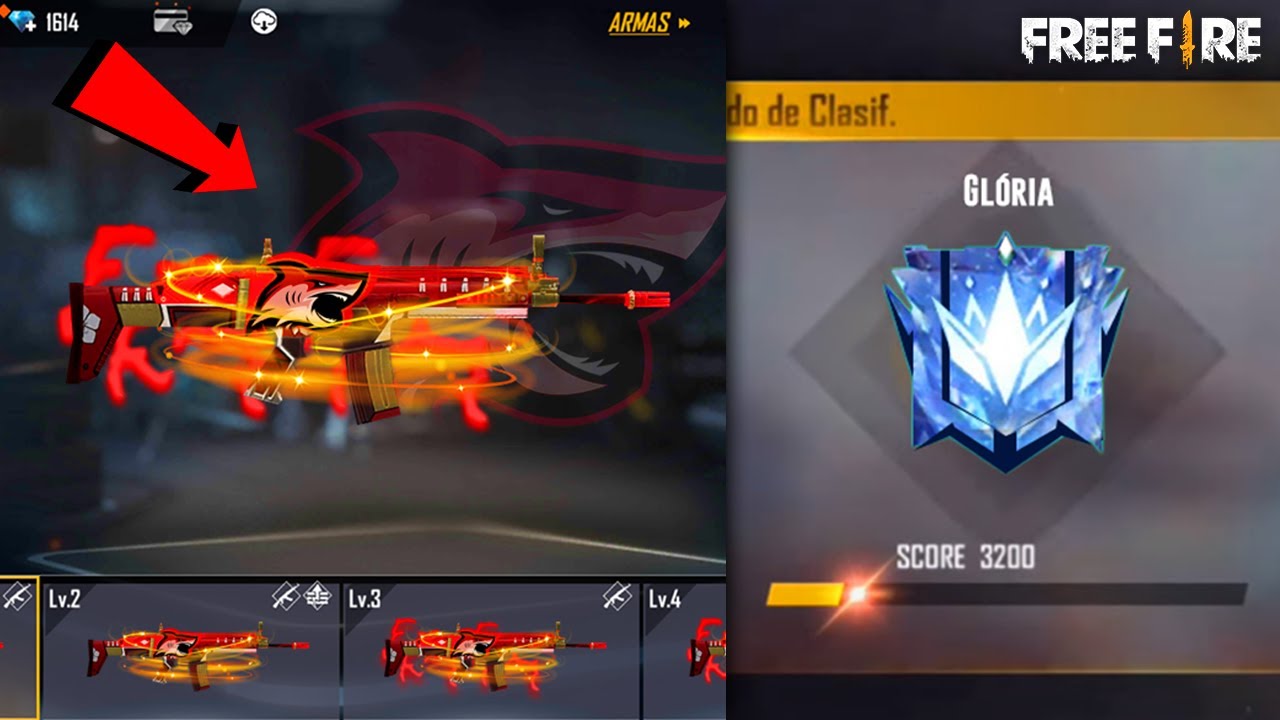 1614
ARMAS
FREE FIRE
do de Clasif.
GLÓRIA
SCORE 3200
Lv.2
Lv.3
Lv.4